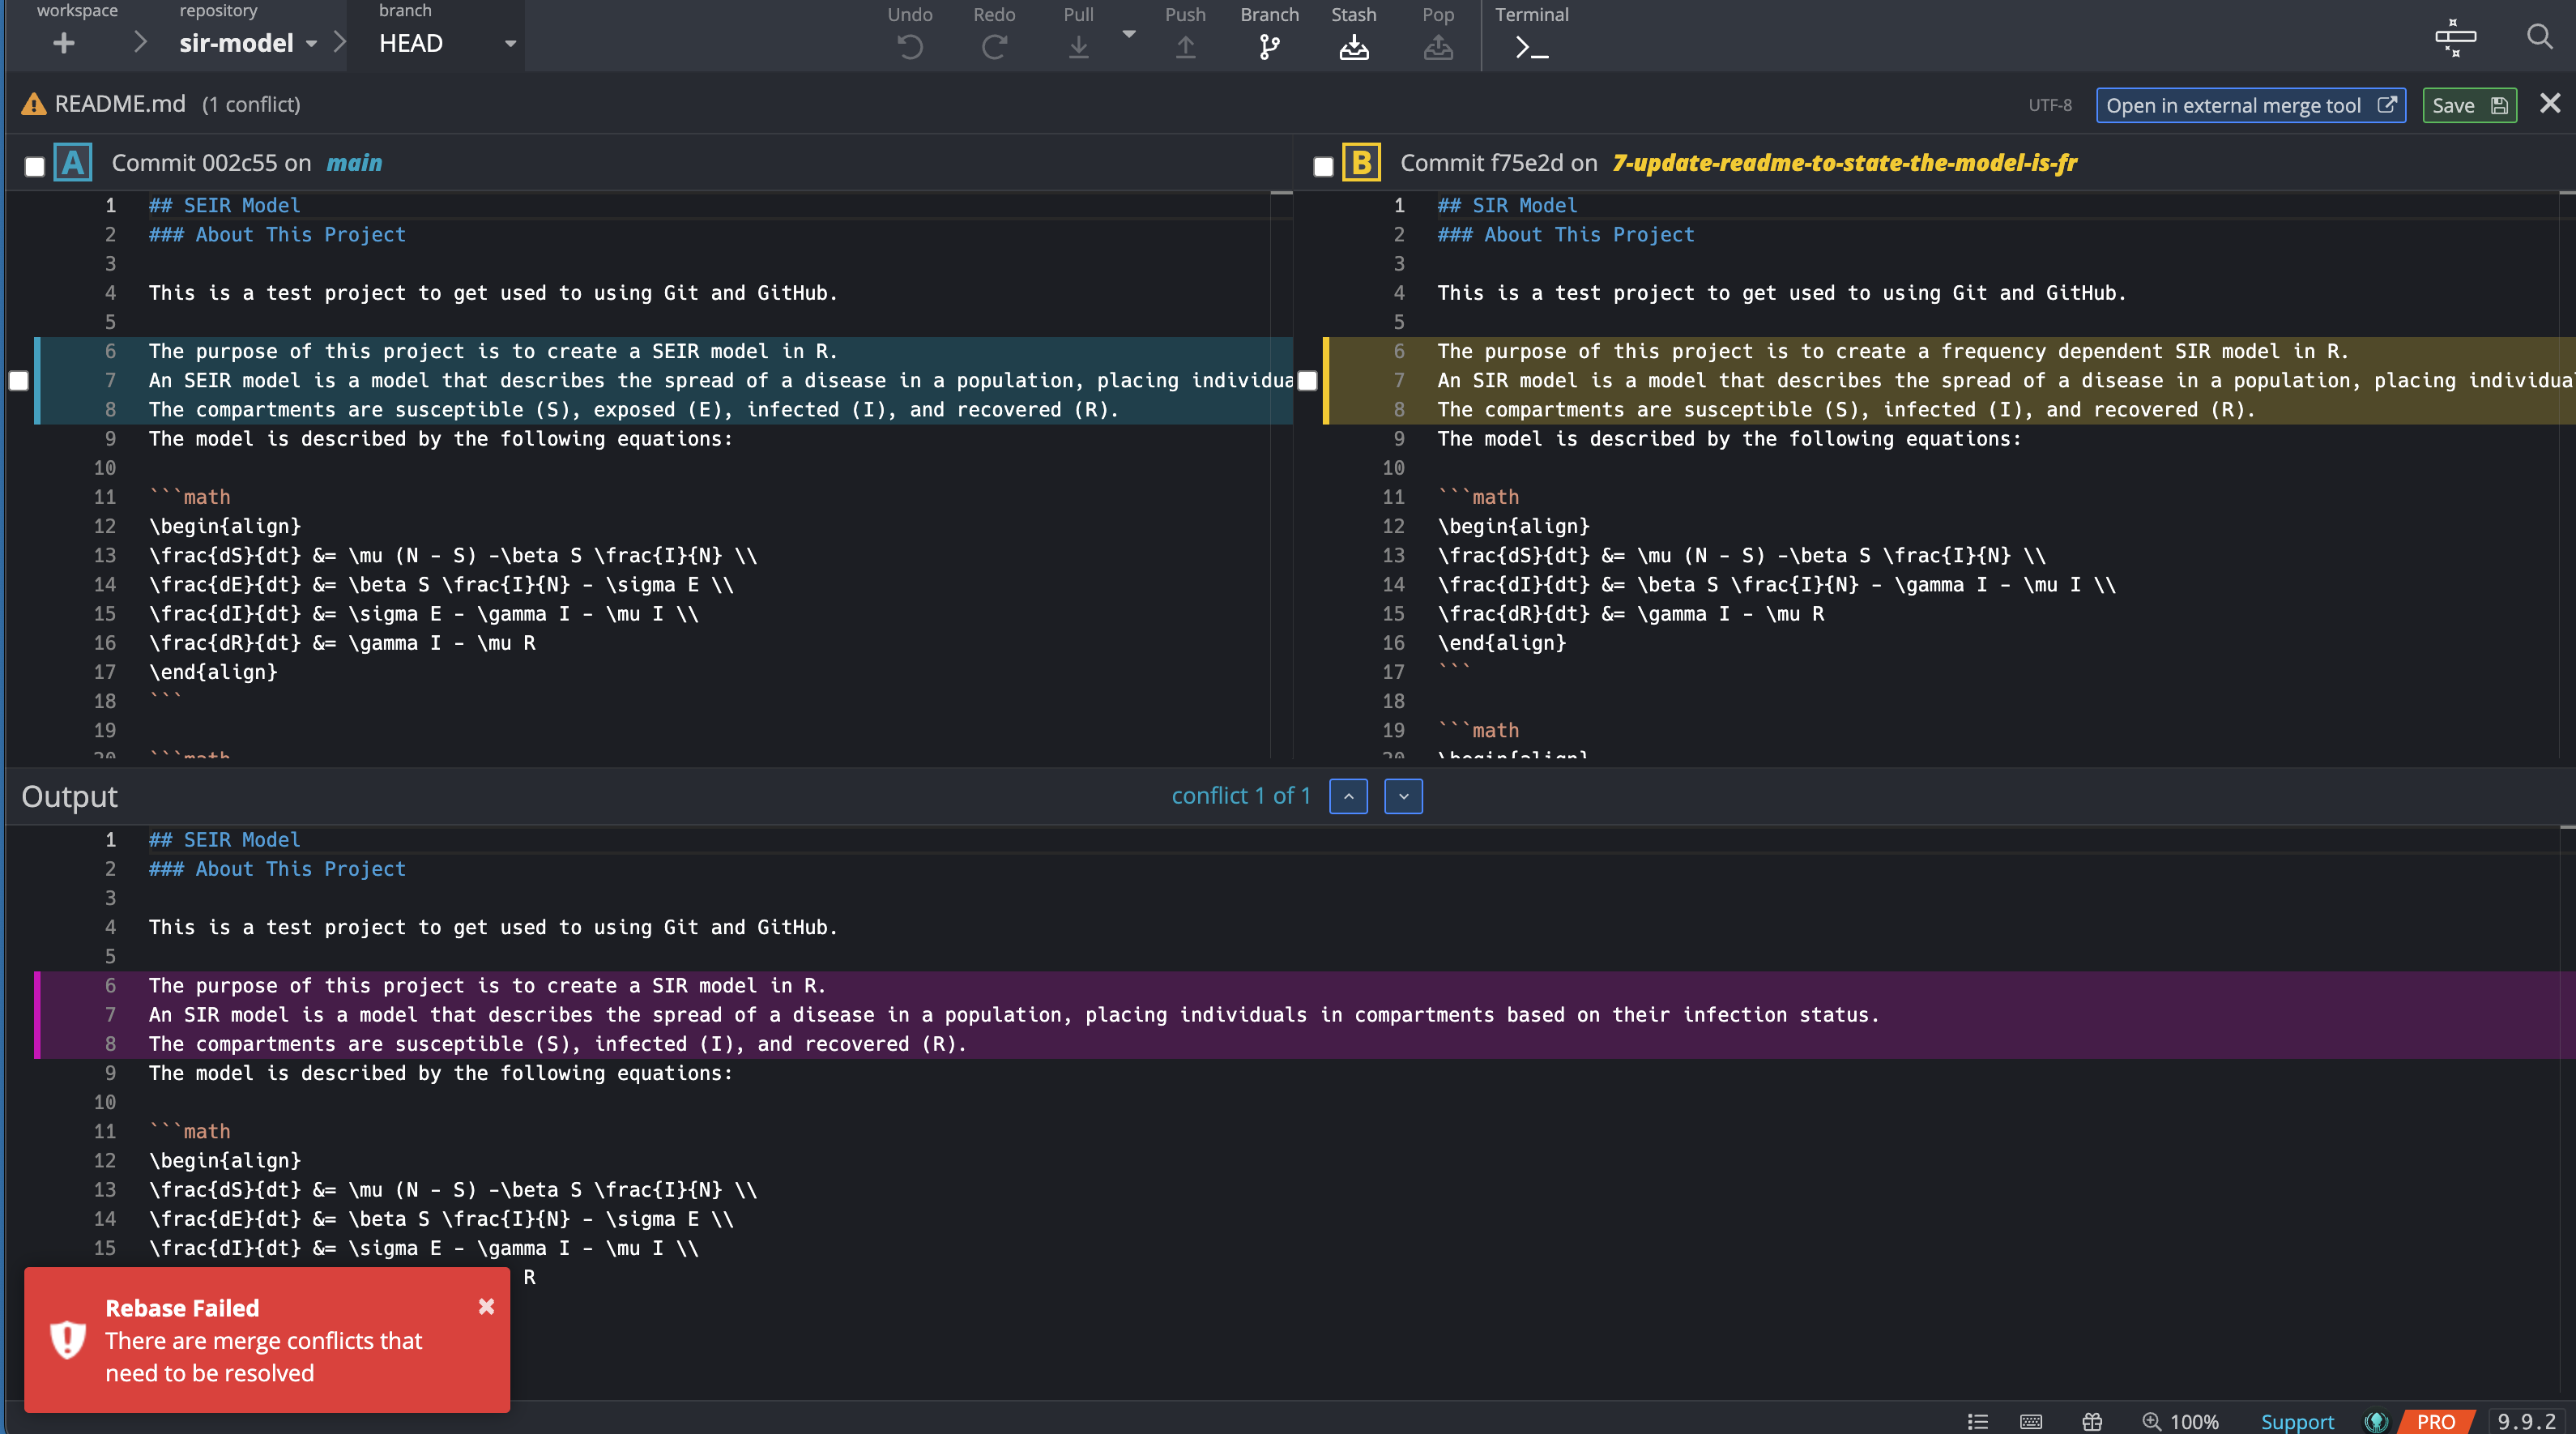 workspace
repository
branch
sir-model
HEAD
Undo
Redo
Pull
Push
Branch
Stash
Pop
Terminal
README.md (1 conflict)
UTF-8
Open in external merge tool
Save
A Commit 002c55 on main
1 ## SEIR Model
2 ### About This Project
3
4 This is a test project to get used to using Git and GitHub.
5
6 The purpose of this project is to create a SEIR model in R.
7 An SEIR model is a model that describes the spread of a disease in a population, placing individua
8 The compartments are susceptible (S), exposed (E), infected (I), and recovered (R).
9 The model is described by the following equations:
10
11 ```math
12 \begin{align}
13 \frac{dS}{dt} &= \mu (N - S) -\beta S \frac{I}{N} \\
14 \frac{dE}{dt} &= \beta S \frac{I}{N} - \sigma E \\
15 \frac{dI}{dt} &= \sigma E - \gamma I - \mu I \\
16 \frac{dR}{dt} &= \gamma I - \mu R
17 \end{align}
18 ```
19
20 ```math
B Commit f75e2d on 7-update-readme-to-state-the-model-is-fr
1 ## SIR Model
2 ### About This Project
3
4 This is a test project to get used to using Git and GitHub.
5
6 The purpose of this project is to create a frequency dependent SIR model in R.
7 An SIR model is a model that describes the spread of a disease in a population, placing individua
8 The compartments are susceptible (S), infected (I), and recovered (R).
9 The model is described by the following equations:
10
11 ```math
12 \begin{align}
13 \frac{dS}{dt} &= \mu (N - S) -\beta S \frac{I}{N} \\
14 \frac{dI}{dt} &= \beta S \frac{I}{N} - \gamma I - \mu I \\
15 \frac{dR}{dt} &= \gamma I - \mu R
16 \end{align}
17 ```
18
19 ```math
20 \begin{align}
Output
conflict 1 of 1
1 ## SEIR Model
2 ### About This Project
3
4 This is a test project to get used to using Git and GitHub.
5
6 The purpose of this project is to create a SIR model in R.
7 An SIR model is a model that describes the spread of a disease in a population, placing individuals in compartments based on their infection status.
8 The compartments are susceptible (S), infected (I), and recovered (R).
9 The model is described by the following equations:
10
11 ```math
12 \begin{align}
13 \frac{dS}{dt} &= \mu (N - S) -\beta S \frac{I}{N} \\
14 \frac{dE}{dt} &= \beta S \frac{I}{N} - \sigma E \\
15 \frac{dI}{dt} &= \sigma E - \gamma I - \mu I \\
R
Rebase Failed
There are merge conflicts that
need to be resolved
100%
Support
PRO
9.9.2